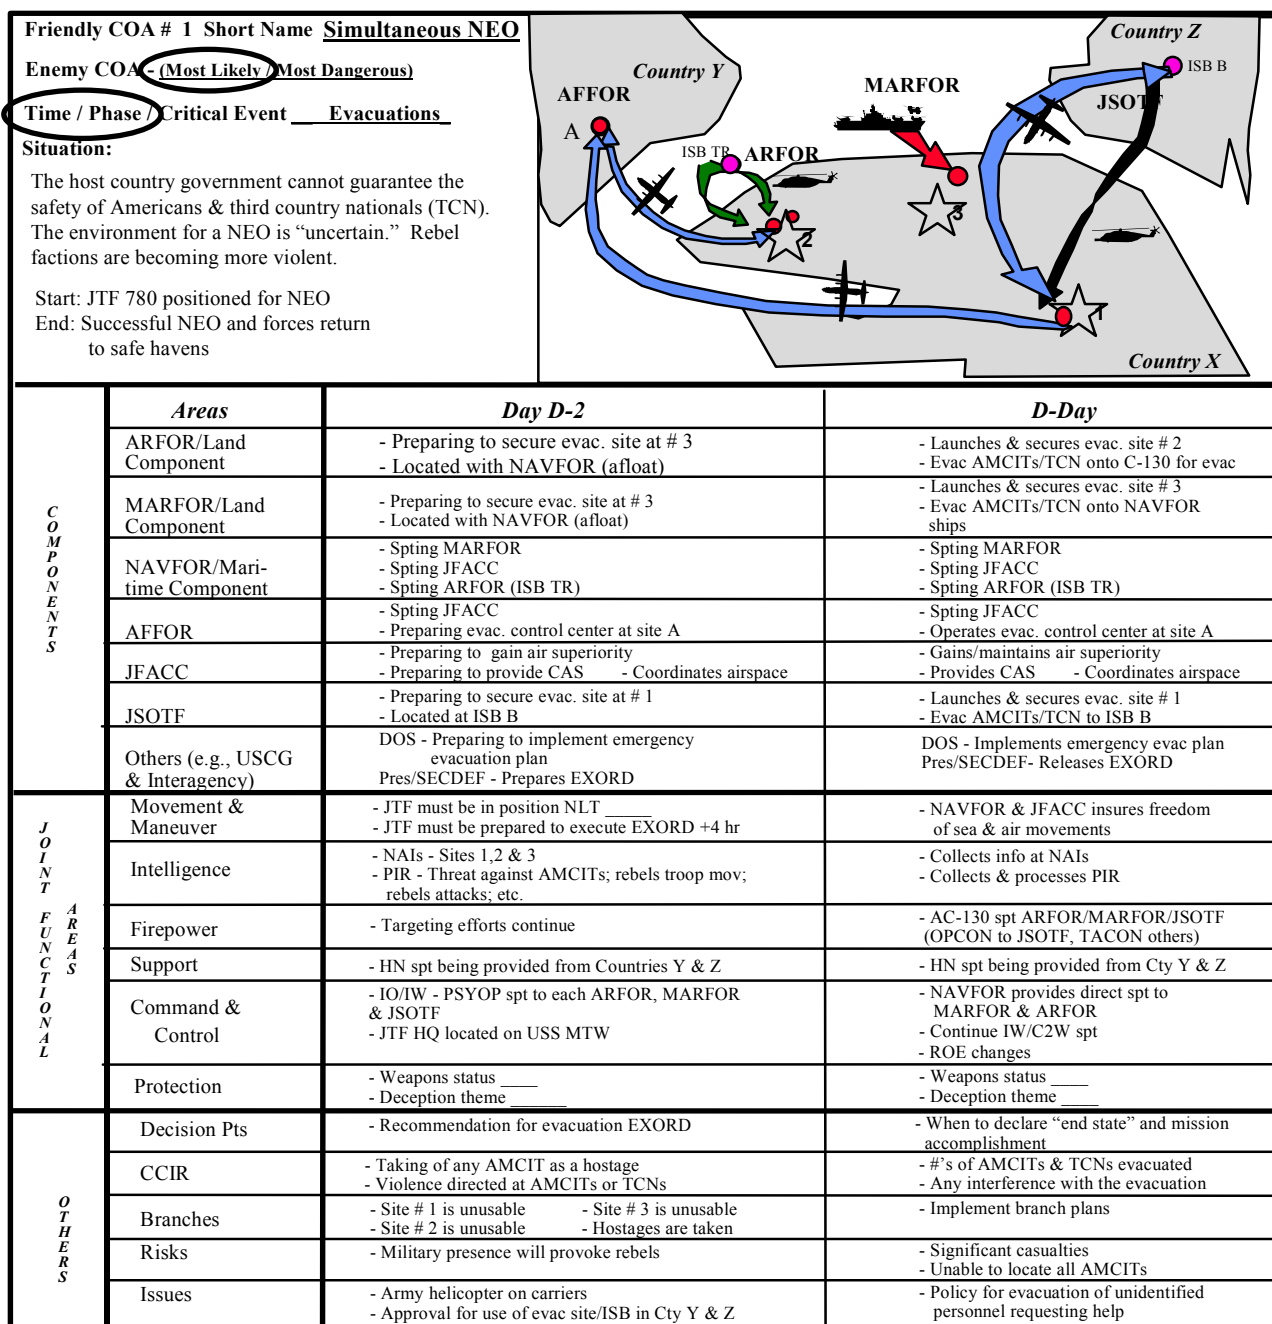 Friendly COA # 1 Short Name Simultaneous NEO
Enemy COA - (Most Likely / Most Dangerous)
Time / Phase / Critical Event __ Evacuations_
Situation:
The host country government cannot guarantee the
safety of Americans & third country nationals (TCN).
The environment for a NEO is “uncertain.” Rebel
factions are becoming more violent.
Start: JTF 780 positioned for NEO
End: Successful NEO and forces return
to safe havens
Country Z
Country Y
ISB B
MARFOR
AFFOR
JSOTF
A
ISB TR
ARFOR
3
2
1
Country X
Areas
Day D-2
D-Day
COMPONENTS
ARFOR/Land
Component
- Preparing to secure evac. site at # 3
- Located with NAVFOR (afloat)
- Launches & secures evac. site # 2
- Evac AMCITs/TCN onto C-130 for evac
MARFOR/Land
Component
- Preparing to secure evac. site at # 3
- Located with NAVFOR (afloat)
- Launches & secures evac. site # 3
- Evac AMCITs/TCN onto NAVFOR
ships
NAVFOR/Mari-
time Component
- Spting MARFOR
- Spting JFACC
- Spting ARFOR (ISB TR)
- Spting MARFOR
- Spting JFACC
- Spting ARFOR (ISB TR)
AFFOR
- Spting JFACC
- Preparing evac. control center at site A
- Spting JFACC
- Operates evac. control center at site A
JFACC
- Preparing to gain air superiority
- Preparing to provide CAS - Coordinates airspace
- Gains/maintains air superiority
- Provides CAS - Coordinates airspace
JSOTF
- Preparing to secure evac. site at # 1
- Located at ISB B
- Launches & secures evac. site # 1
- Evac AMCITs/TCN to ISB B
Others (e.g., USCG
& Interagency)
DOS - Preparing to implement emergency
evacuation plan
Pres/SECDEF - Prepares EXORD
DOS - Implements emergency evac plan
Pres/SECDEF- Releases EXORD
JOINT FUNCTIONAL
AREAS
Movement &
Maneuver
- JTF must be in position NLT _____
- JTF must be prepared to execute EXORD +4 hr
- NAVFOR & JFACC insures freedom
of sea & air movements
Intelligence
- NAIs - Sites 1,2 & 3
- PIR - Threat against AMCITs; rebels troop mov;
rebels attacks; etc.
- Collects info at NAIs
- Collects & processes PIR
Firepower
- Targeting efforts continue
- AC-130 spt ARFOR/MARFOR/JSOTF
(OPCON to JSOTF, TACON others)
Support
- HN spt being provided from Countries Y & Z
- HN spt being provided from Cty Y & Z
Command &
Control
- IO/IW - PSYOP spt to each ARFOR, MARFOR
& JSOTF
- JTF HQ located on USS MTW
- NAVFOR provides direct spt to
MARFOR & ARFOR
- Continue IW/C2W spt
- ROE changes
Protection
- Weapons status ____
- Deception theme ______
- Weapons status ____
- Deception theme ____
OTHERS
Decision Pts
- Recommendation for evacuation EXORD
- When to declare “end state” and mission
accomplishment
CCIR
- Taking of any AMCIT as a hostage
- Violence directed at AMCITs or TCNs
- #’s of AMCITs & TCNs evacuated
- Any interference with the evacuation
Branches
- Site # 1 is unusable - Site # 3 is unusable
- Site # 2 is unusable - Hostages are taken
- Implement branch plans
Risks
- Military presence will provoke rebels
- Significant casualties
- Unable to locate all AMCITs
Issues
- Army helicopter on carriers
- Approval for use of evac site/ISB in Cty Y & Z
- Policy for evacuation of unidentified
personnel requesting help